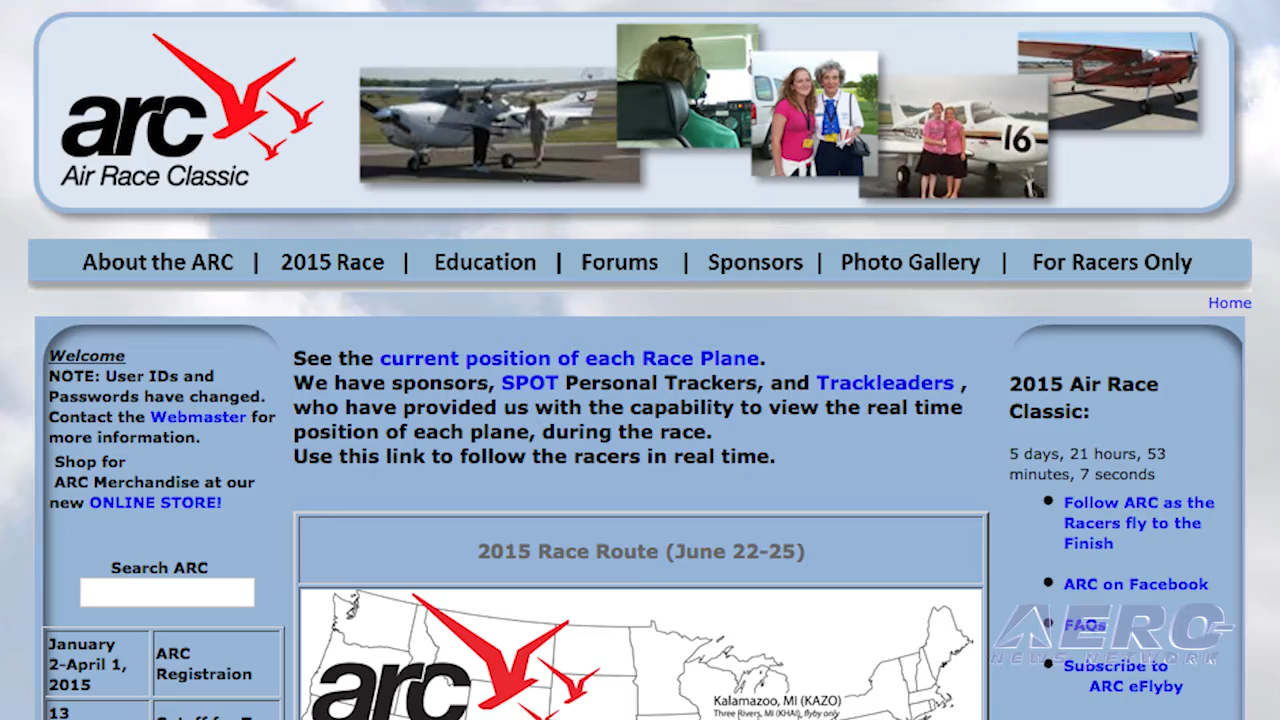 arc
Air Race Classic
16
About the ARC | 2015 Race | Education | Forums | Sponsors | Photo Gallery | For Racers Only
Home
Welcome
NOTE: User IDs and
Passwords have changed.
Contact the Webmaster for
more information.
Shop for
ARC Merchandise at our
new ONLINE STORE!
Search ARC
January
2-April 1,
2015
ARC
Registraion
13
See the current position of each Race Plane.
We have sponsors, SPOT Personal Trackers, and Trackleaders ,
who have provided us with the capability to view the real time
position of each plane, during the race.
Use this link to follow the racers in real time.
2015 Race Route (June 22-25)
arc
Kalamazoo, MI (KAZO)
Three Rivers, MI (KHAI), flyby only
2015 Air Race
Classic:
5 days, 21 hours, 53
minutes, 7 seconds
Follow ARC as the
Racers fly to the
Finish
ARC on Facebook
FAQs
Subscribe to
ARC eFlyby
AERO
NEWS NETWORK